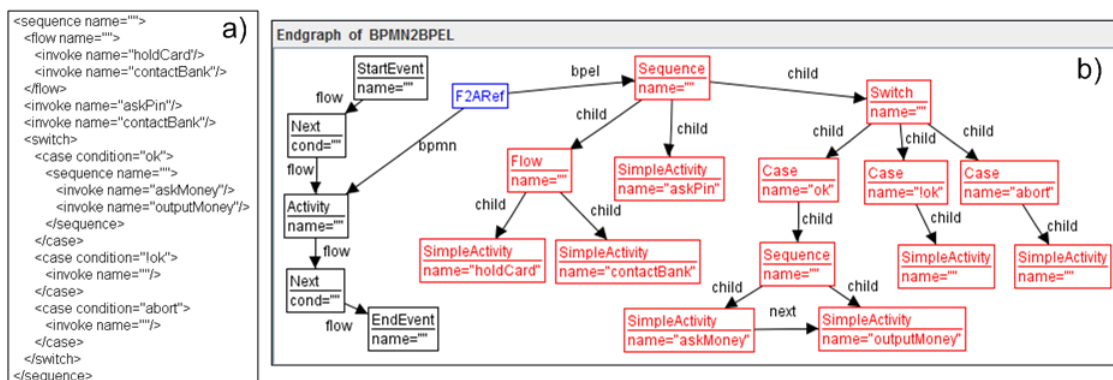 a)
<sequence name="">
<flow name="">
<invoke name="holdCard'/>
<invoke name="contactBank"/>
</flow>
<invoke name="askPin"/>
<invoke name="contactBank"/>
<switch>
<case condition="ok">
<sequence name="">
<invoke name="askMoney"/>
<invoke name="outputMoney"/>
</sequence>
</case>
<case condition="!ok">
<invoke name=""/>
</case>
<case condition="abort">
<invoke name=""/>
</case>
</switch>
</sequence>
Endgraph of BPMN2BPEL
b)
StartEvent
name=""
flow
Next
cond=""
flow
Activity
name=""
flow
Next
cond=""
flow
EndEvent
name=""
F2ARef
bpmn
bpel
Sequence
name=""
child
child
child
Flow
name=""
SimpleActivity
name="askPin"
child
child
SimpleActivity
name="holdCard"
SimpleActivity
name="contactBank"
Switch
name=""
child
child
child
Case
name="ok"
Case
name="!ok"
Case
name="abort"
child
child
child
Sequence
name=""
SimpleActivity
name=""
SimpleActivity
name=""
child
child
SimpleActivity
name="askMoney"
next
SimpleActivity
name="outputMoney"